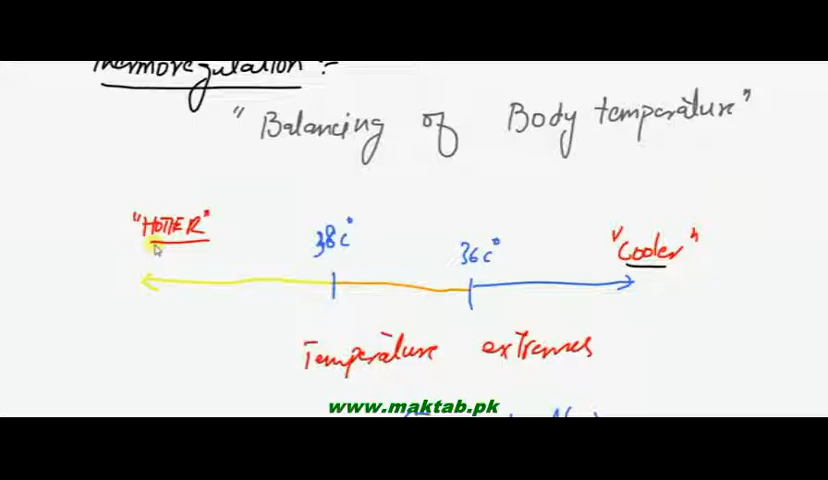 Thermoregulation :-
"Balancing of Body temperature"
"HOTTER" 38c° 36c° "Cooler"
Temperature extremes
www.maktab.pk